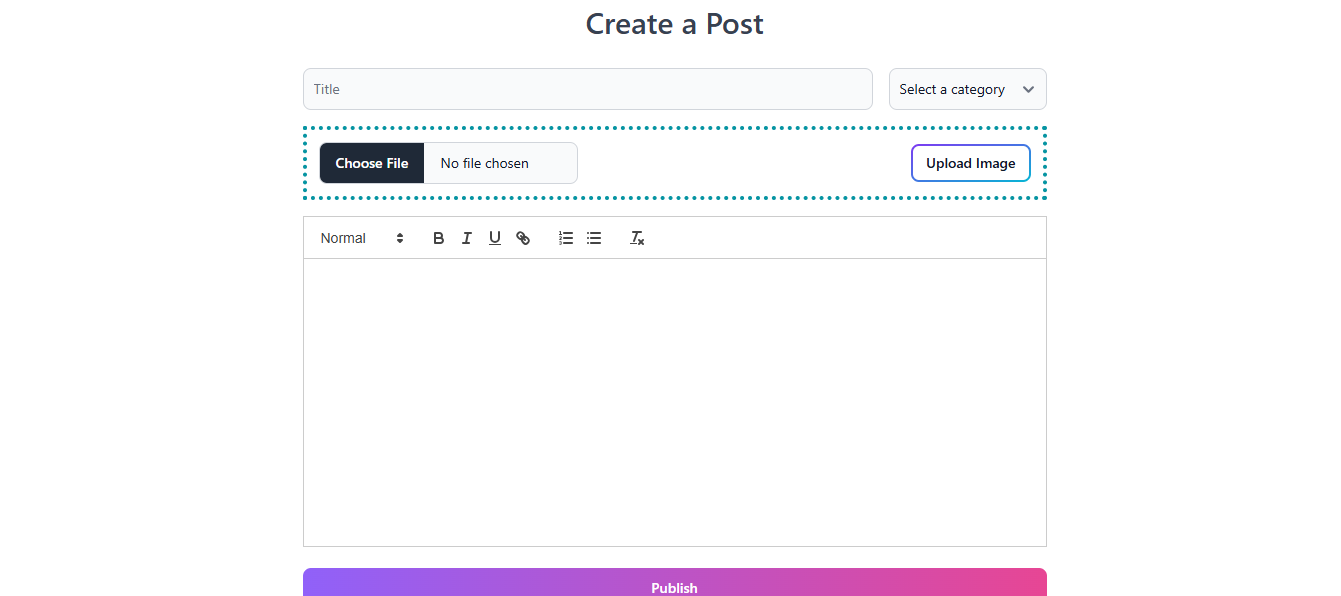 Create a Post
Title Select a category
Choose File No file chosen Upload Image
Normal
Publish